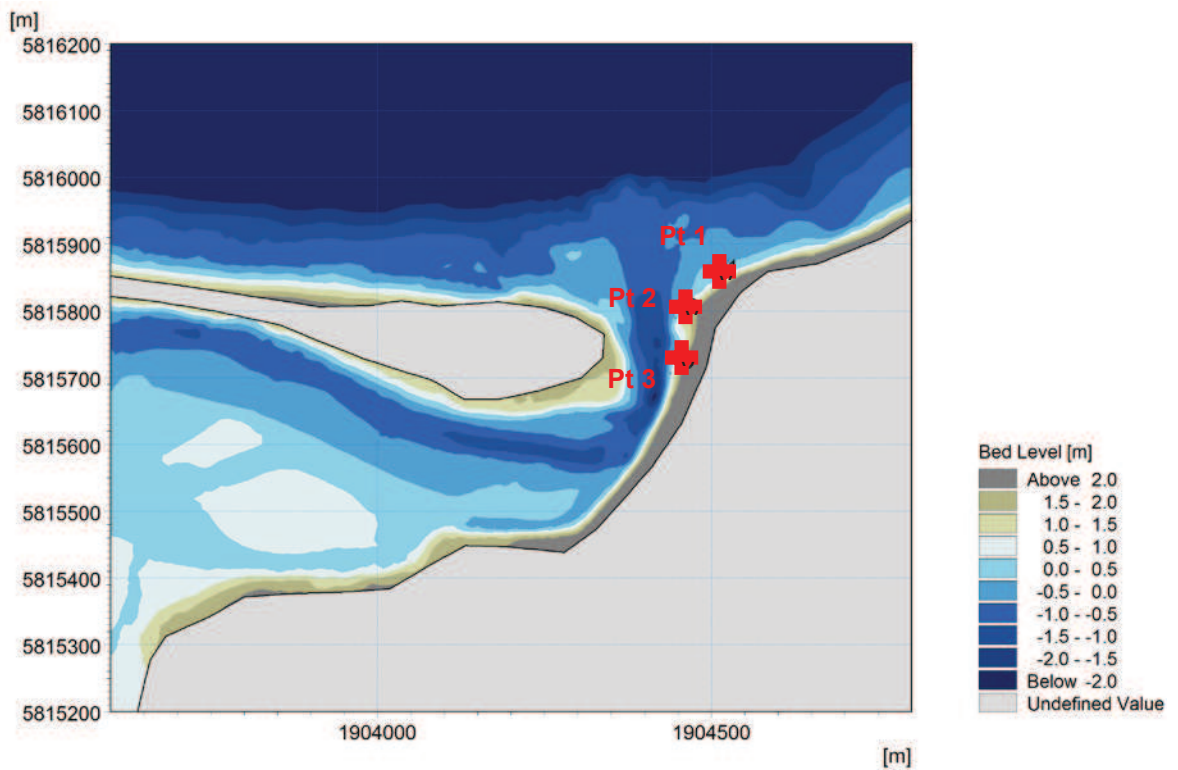 [m]
5816200
5816100
5816000
5815900
5815800
5815700
5815600
5815500
5815400
5815300
5815200
1904000
1904500
[m]
Pt 1
Pt 2
Pt 3
Bed Level [m]
Above 2.0
1.5 - 2.0
1.0 - 1.5
0.5 - 1.0
0.0 - 0.5
-0.5 - 0.0
-1.0 - -0.5
-1.5 - -1.0
-2.0 - -1.5
Below -2.0
Undefined Value